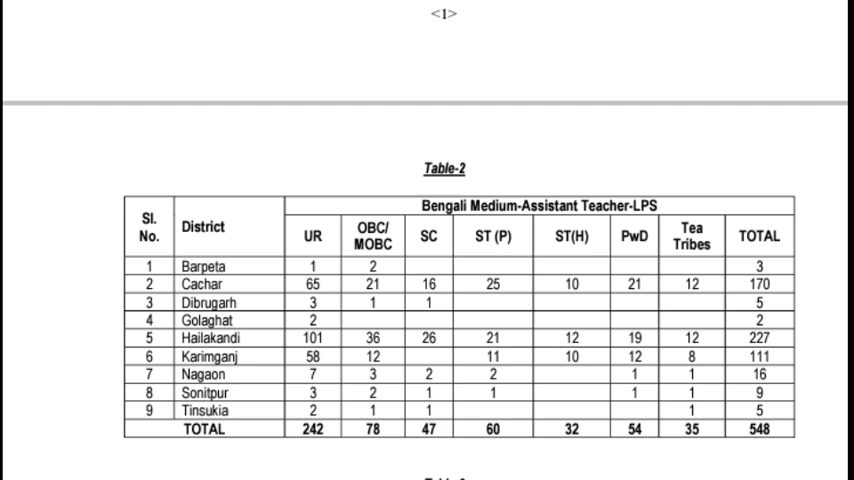 <1>
Table-2
Sl. No. District Bengali Medium-Assistant Teacher-LPS
UR OBC/ MOBC SC ST (P) ST(H) PwD Tea Tribes TOTAL
1 Barpeta 1 2 3
2 Cachar 65 21 16 25 10 21 12 170
3 Dibrugarh 3 1 1 5
4 Golaghat 2 2
5 Hailakandi 101 36 26 21 12 19 12 227
6 Karimganj 58 12 11 10 12 8 111
7 Nagaon 7 3 2 2 1 1 16
8 Sonitpur 3 2 1 1 1 1 9
9 Tinsukia 2 1 1 1 5
TOTAL 242 78 47 60 32 54 35 548